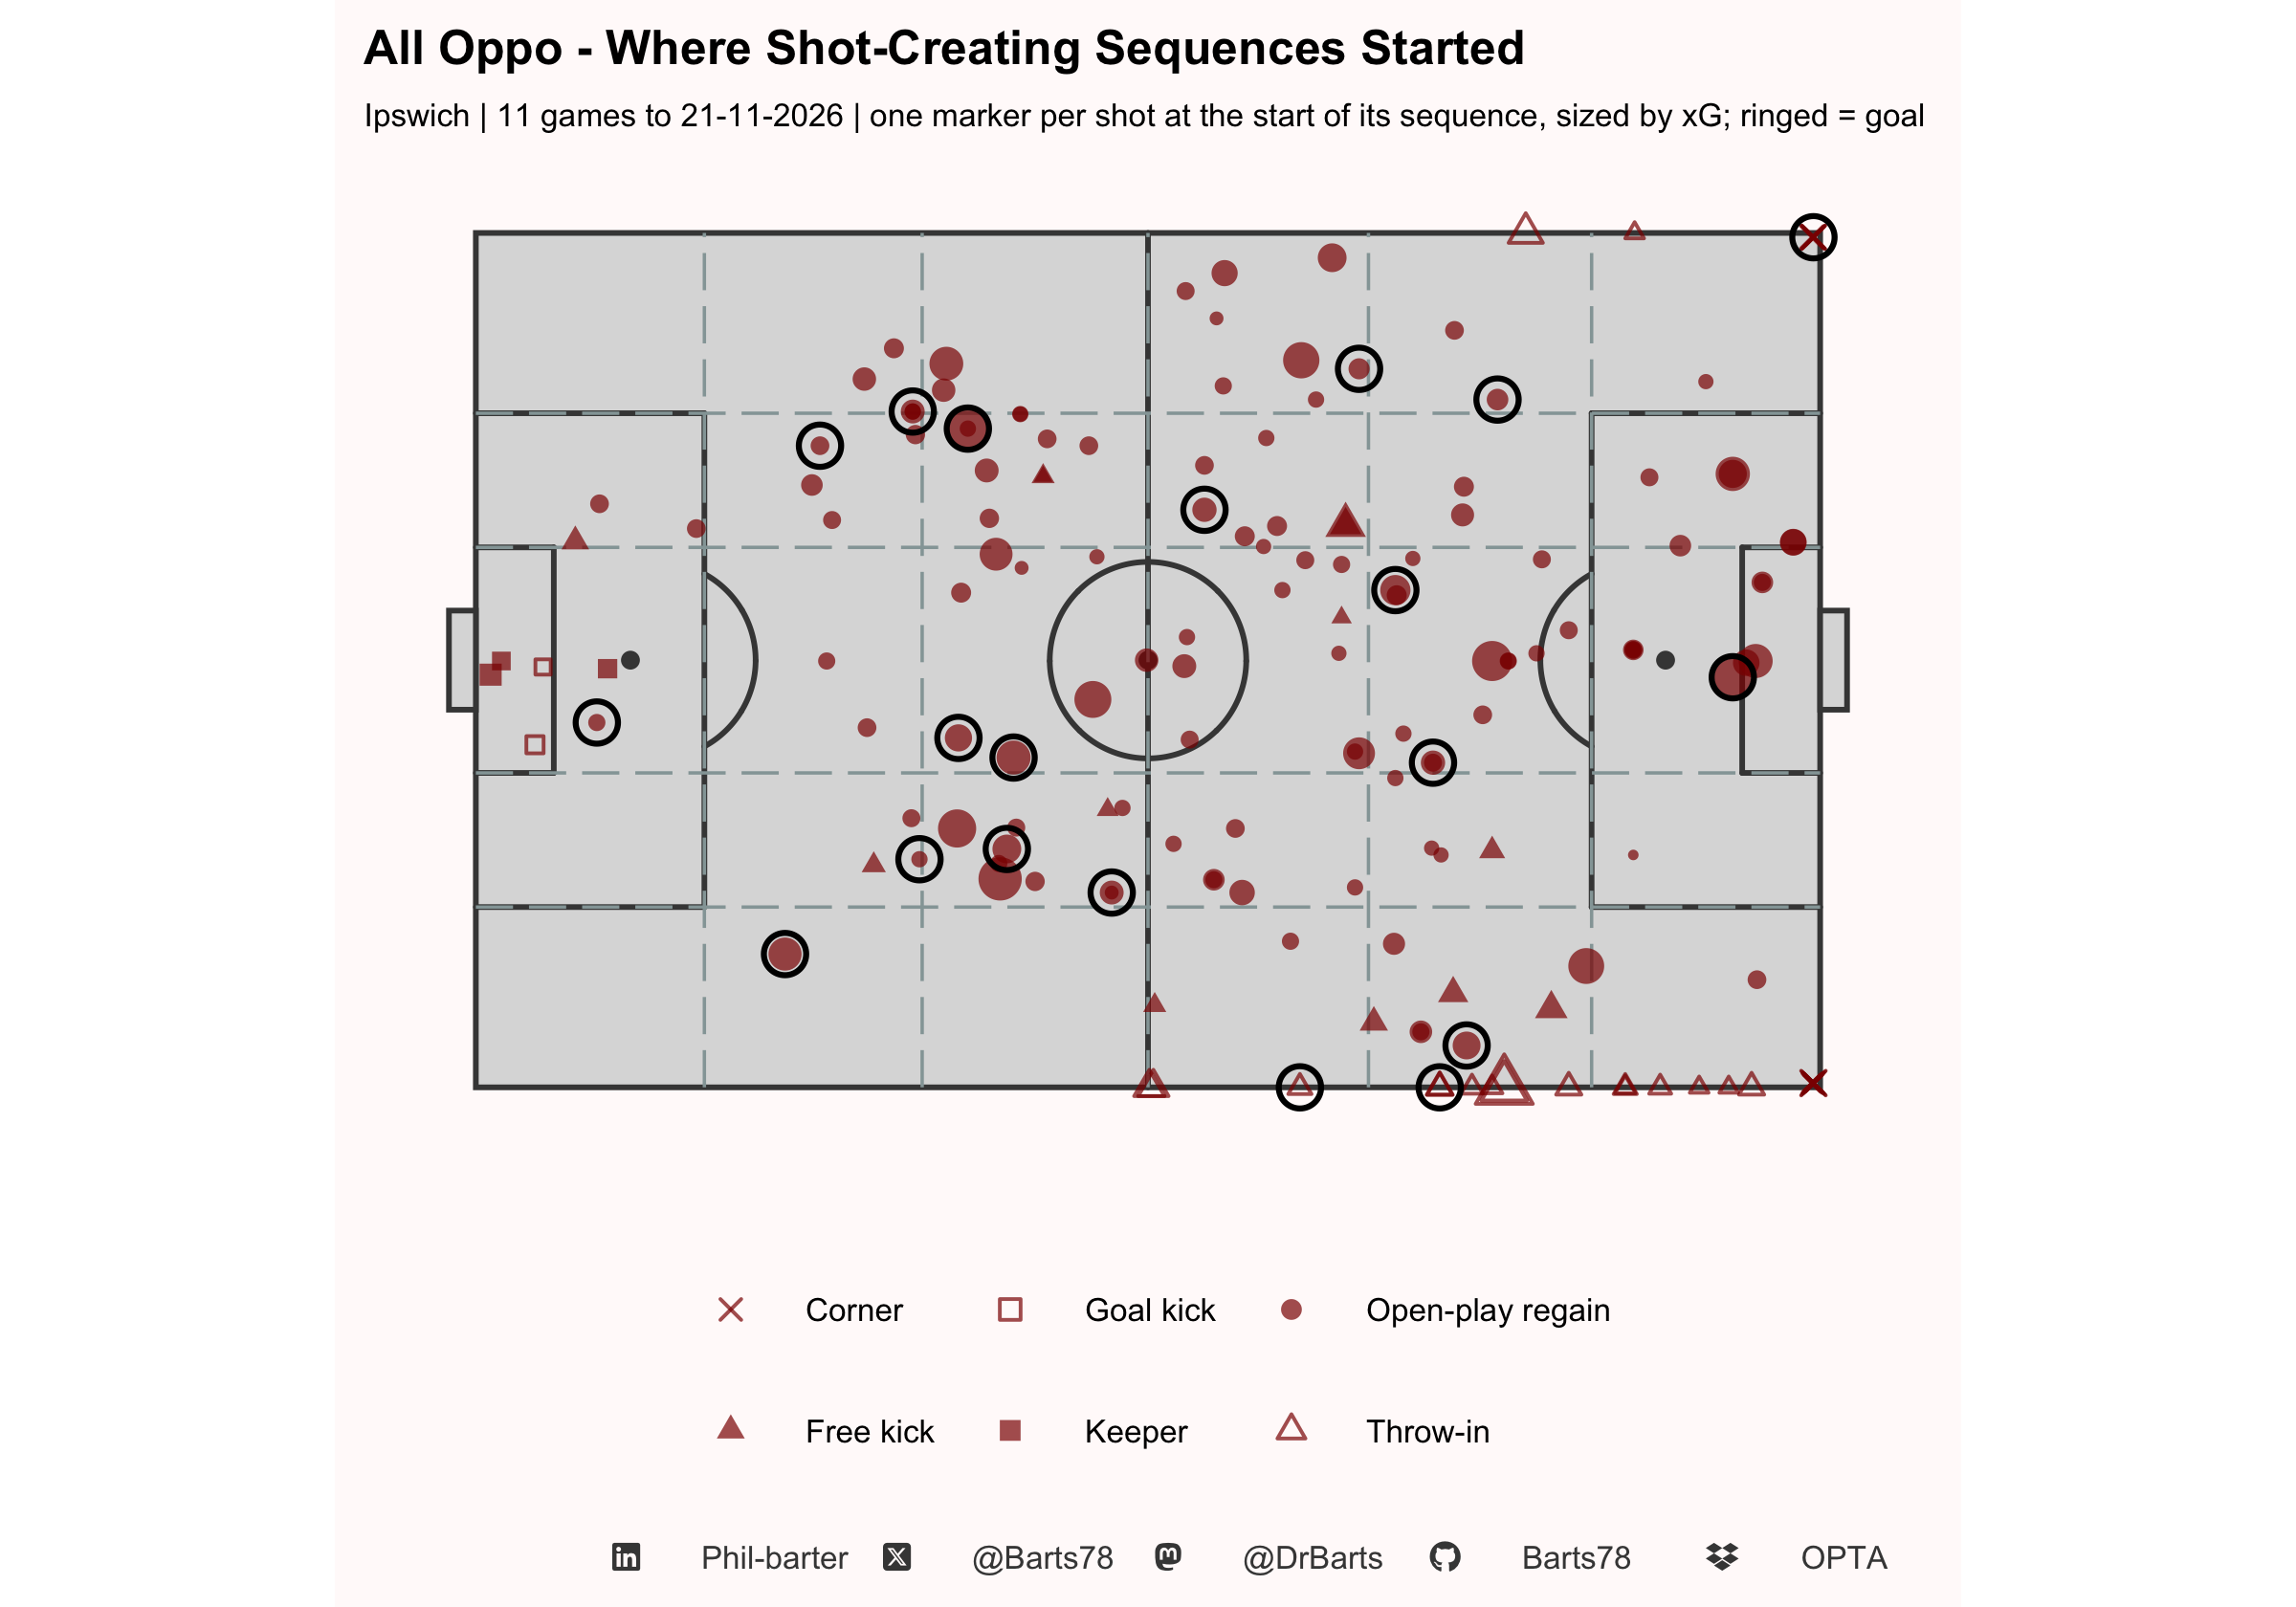 All Oppo - Where Shot-Creating Sequences Started
Ipswich | 11 games to 21-11-2026 | one marker per shot at the start of its sequence, sized by xG; ringed = goal
Corner
Goal kick
Open-play regain
Free kick
Keeper
Throw-in
Phil-barter
@Barts78
@DrBarts
Barts78
OPTA